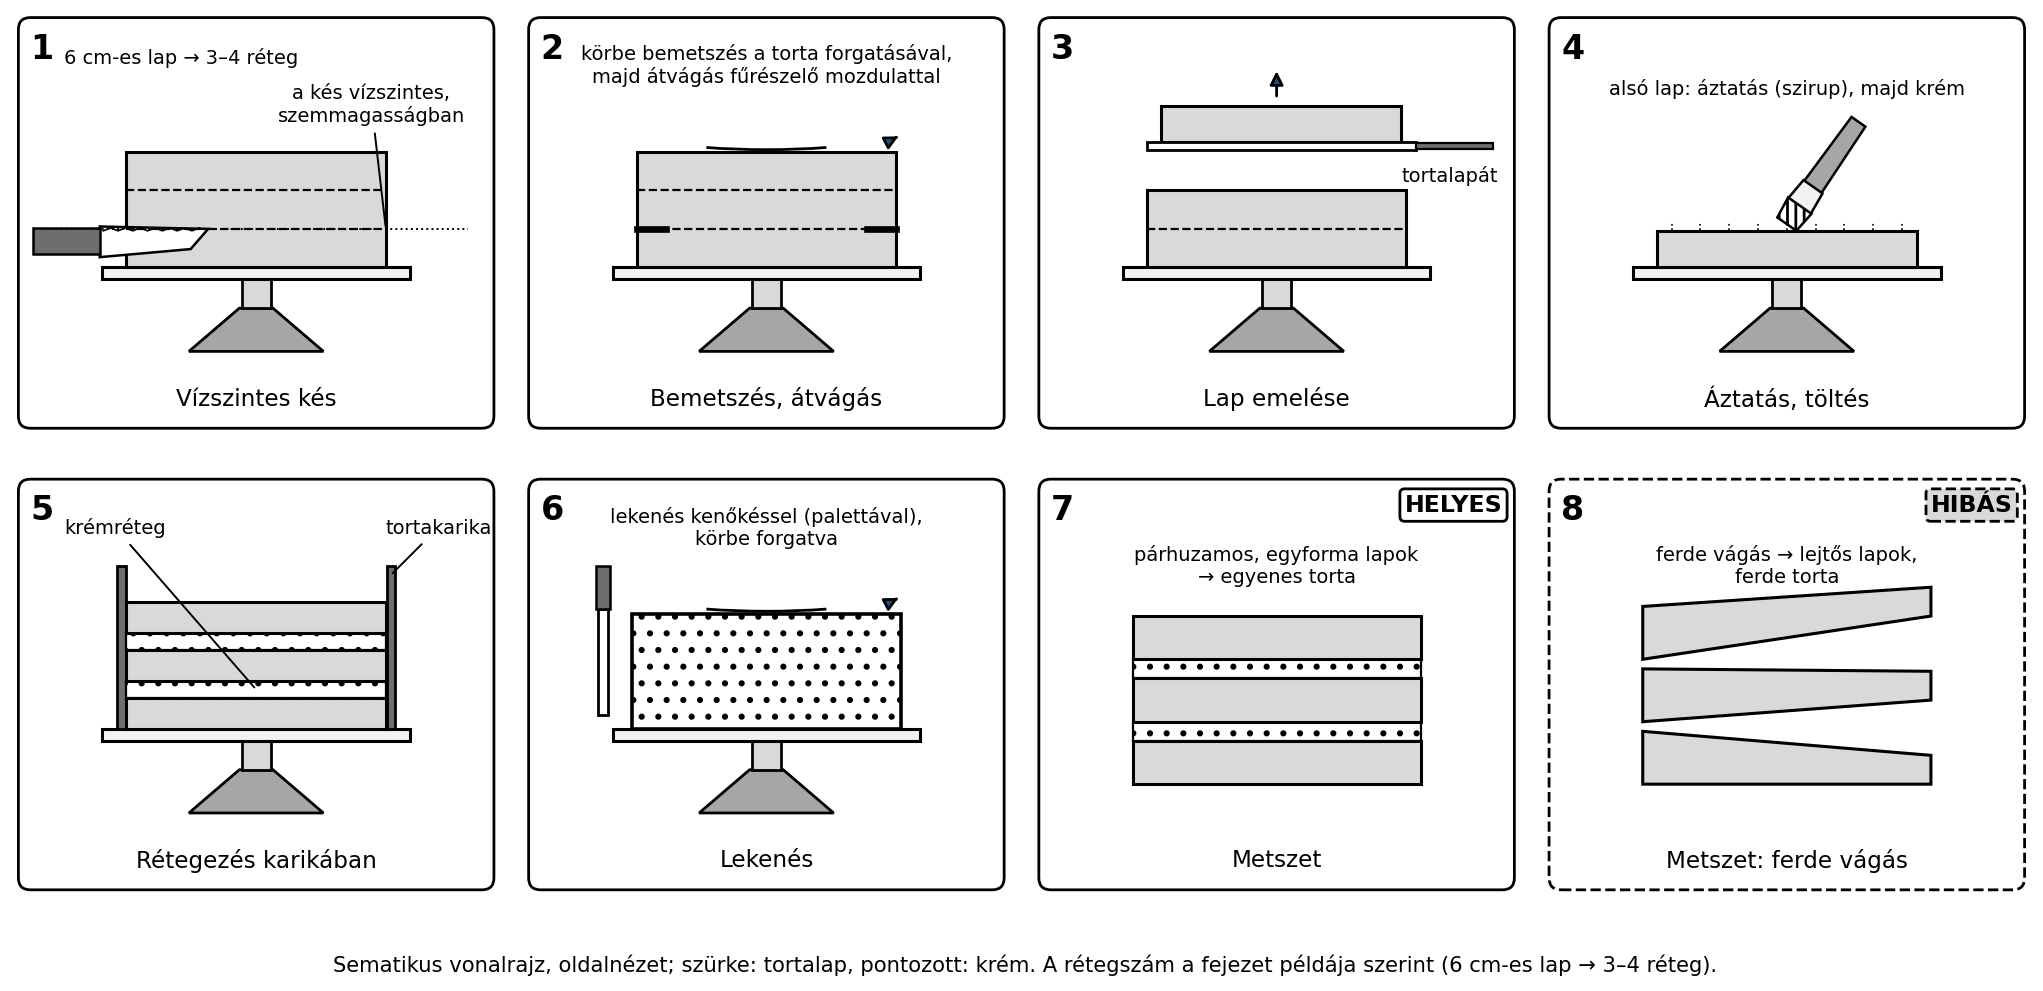 1
6 cm-es lap → 3–4 réteg
a kés vízszintes,
szemmagasságban
Vízszintes kés
2
körbe bemetszés a torta forgatásával,
majd átvágás fűrészelő mozdulattal
Bemetszés, átvágás
3
tortalapát
Lap emelése
4
alsó lap: áztatás (szirup), majd krém
Áztatás, töltés
5
krémréteg
tortakarika
Rétegezés karikában
6
lekenés kenőkéssel (palettával),
körbe forgatva
Lekenés
7
HELYES
párhuzamos, egyforma lapok
→ egyenes torta
Metszet
8
HIBÁS
ferde vágás → lejtős lapok,
ferde torta
Metszet: ferde vágás
Sematikus vonalrajz, oldalnézet; szürke: tortalap, pontozott: krém. A rétegszám a fejezet példája szerint (6 cm-es lap → 3–4 réteg).